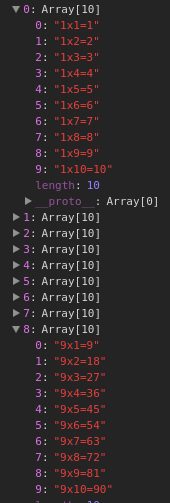 ▼ 0: Array[10]
0: "1x1=1"
1: "1x2=2"
2: "1x3=3"
3: "1x4=4"
4: "1x5=5"
5: "1x6=6"
6: "1x7=7"
7: "1x8=8"
8: "1x9=9"
9: "1x10=10"
length: 10
▶ __proto__: Array[0]
▶ 1: Array[10]
▶ 2: Array[10]
▶ 3: Array[10]
▶ 4: Array[10]
▶ 5: Array[10]
▶ 6: Array[10]
▶ 7: Array[10]
▼ 8: Array[10]
0: "9x1=9"
1: "9x2=18"
2: "9x3=27"
3: "9x4=36"
4: "9x5=45"
5: "9x6=54"
6: "9x7=63"
7: "9x8=72"
8: "9x9=81"
9: "9x10=90"